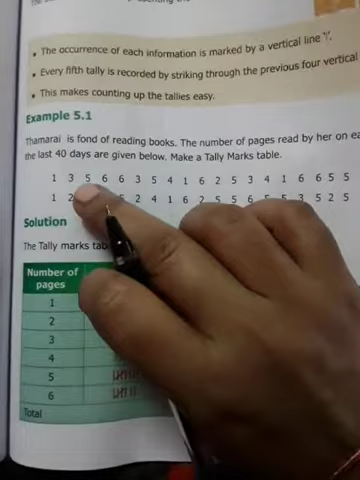 • The occurrence of each information is marked by a vertical line '|'.
• Every fifth tally is recorded by striking through the previous four vertical
• This makes counting up the tallies easy.
Example 5.1
Thamarai is fond of reading books. The number of pages read by her on ea
the last 40 days are given below. Make a Tally Marks table.
1 3 5 6 6 3 5 4 1 6 2 5 3 4 1 6 6 5 5
1 2 2 4 1 6 2 5 5 6 5 3 5 2 5
Solution
The Tally marks tab
Number of
pages
1
2
3
4
5
6
Total